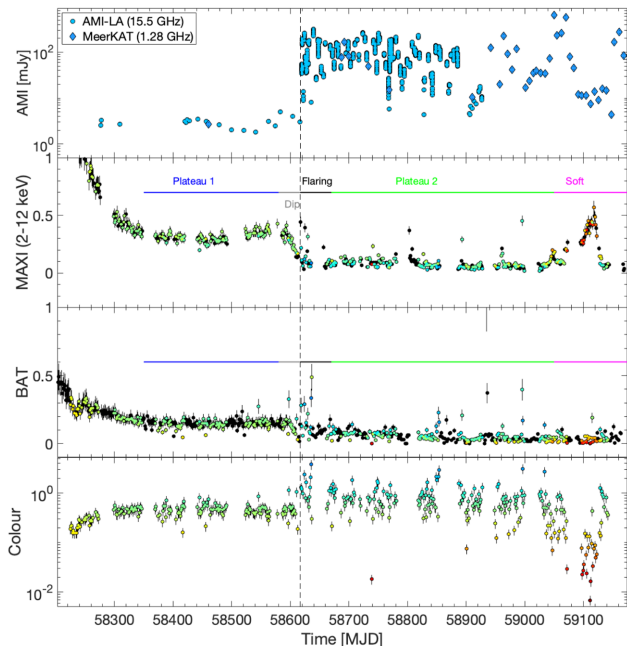 AMI-LA (15.5 GHz)
MeerKAT (1.28 GHz)
AMI [mJy]
10²
10⁰
MAXI (2-12 keV)
1
0.5
0
Plateau 1
Dip
Flaring
Plateau 2
Soft
BAT
1
0.5
0
Colour
10⁰
10⁻²
58300 58400 58500 58600 58700 58800 58900 59000 59100
Time [MJD]